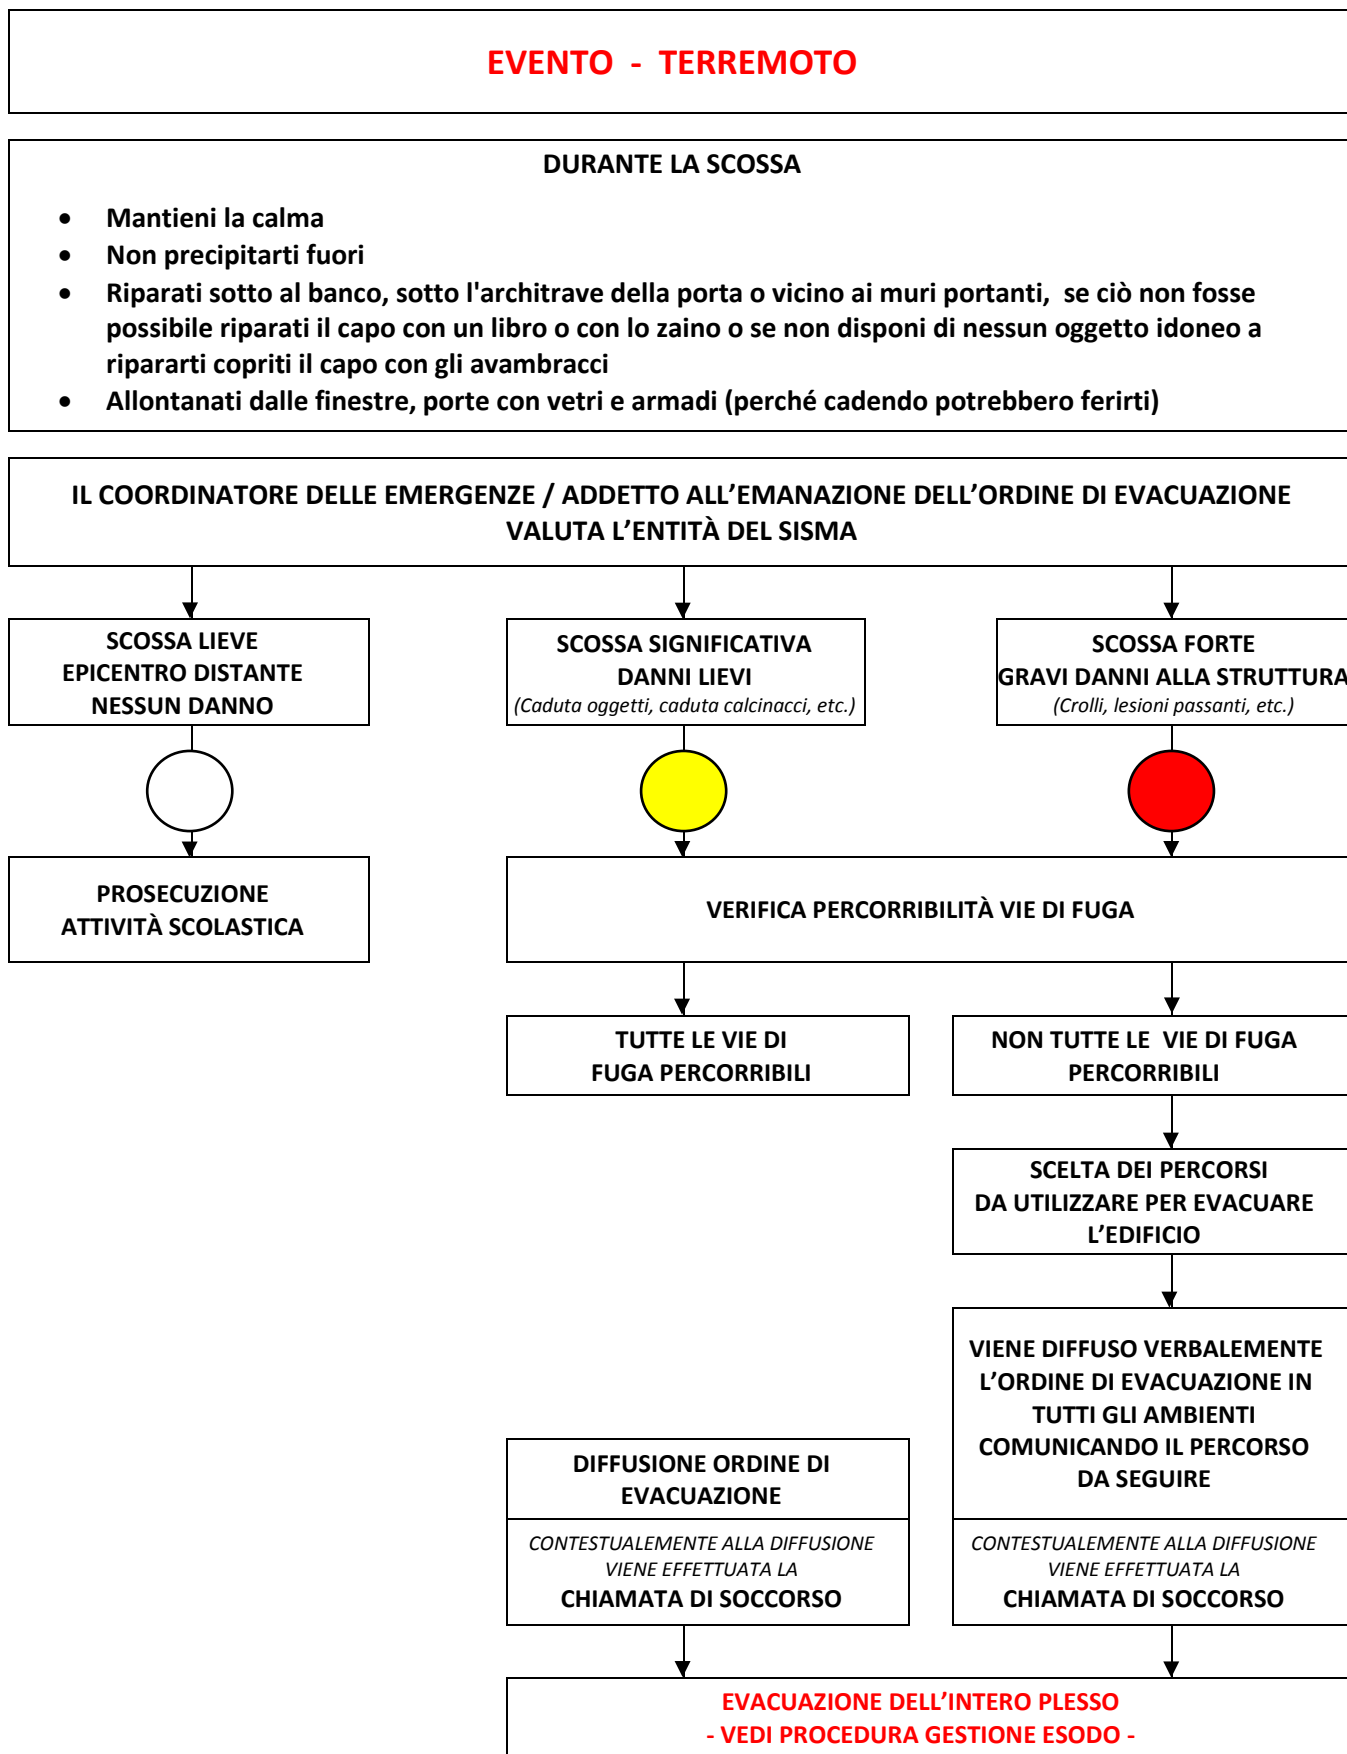 EVENTO - TERREMOTO
DURANTE LA SCOSSA
• Mantieni la calma
• Non precipitarti fuori
• Riparati sotto al banco, sotto l'architrave della porta o vicino ai muri portanti, se ciò non fosse
possibile riparati il capo con un libro o con lo zaino o se non disponi di nessun oggetto idoneo a
ripararti copriti il capo con gli avambracci
• Allontanati dalle finestre, porte con vetri e armadi (perché cadendo potrebbero ferirti)
IL COORDINATORE DELLE EMERGENZE / ADDETTO ALL’EMANAZIONE DELL’ORDINE DI EVACUAZIONE
VALUTA L’ENTITÀ DEL SISMA
SCOSSA LIEVE
EPICENTRO DISTANTE
NESSUN DANNO
SCOSSA SIGNIFICATIVA
DANNI LIEVI
(Caduta oggetti, caduta calcinacci, etc.)
SCOSSA FORTE
GRAVI DANNI ALLA STRUTTURA
(Crolli, lesioni passanti, etc.)
PROSECUZIONE
ATTIVITÀ SCOLASTICA
VERIFICA PERCORRIBILITÀ VIE DI FUGA
TUTTE LE VIE DI
FUGA PERCORRIBILI
NON TUTTE LE VIE DI FUGA
PERCORRIBILI
SCELTA DEI PERCORSI
DA UTILIZZARE PER EVACUARE
L’EDIFICIO
VIENE DIFFUSO VERBALEMENTE
L’ORDINE DI EVACUAZIONE IN
TUTTI GLI AMBIENTI
COMUNICANDO IL PERCORSO
DA SEGUIRE
DIFFUSIONE ORDINE DI
EVACUAZIONE
CONTESTUALEMENTE ALLA DIFFUSIONE
VIENE EFFETTUATA LA
CHIAMATA DI SOCCORSO
CONTESTUALEMENTE ALLA DIFFUSIONE
VIENE EFFETTUATA LA
CHIAMATA DI SOCCORSO
EVACUAZIONE DELL’INTERO PLESSO
- VEDI PROCEDURA GESTIONE ESODO -